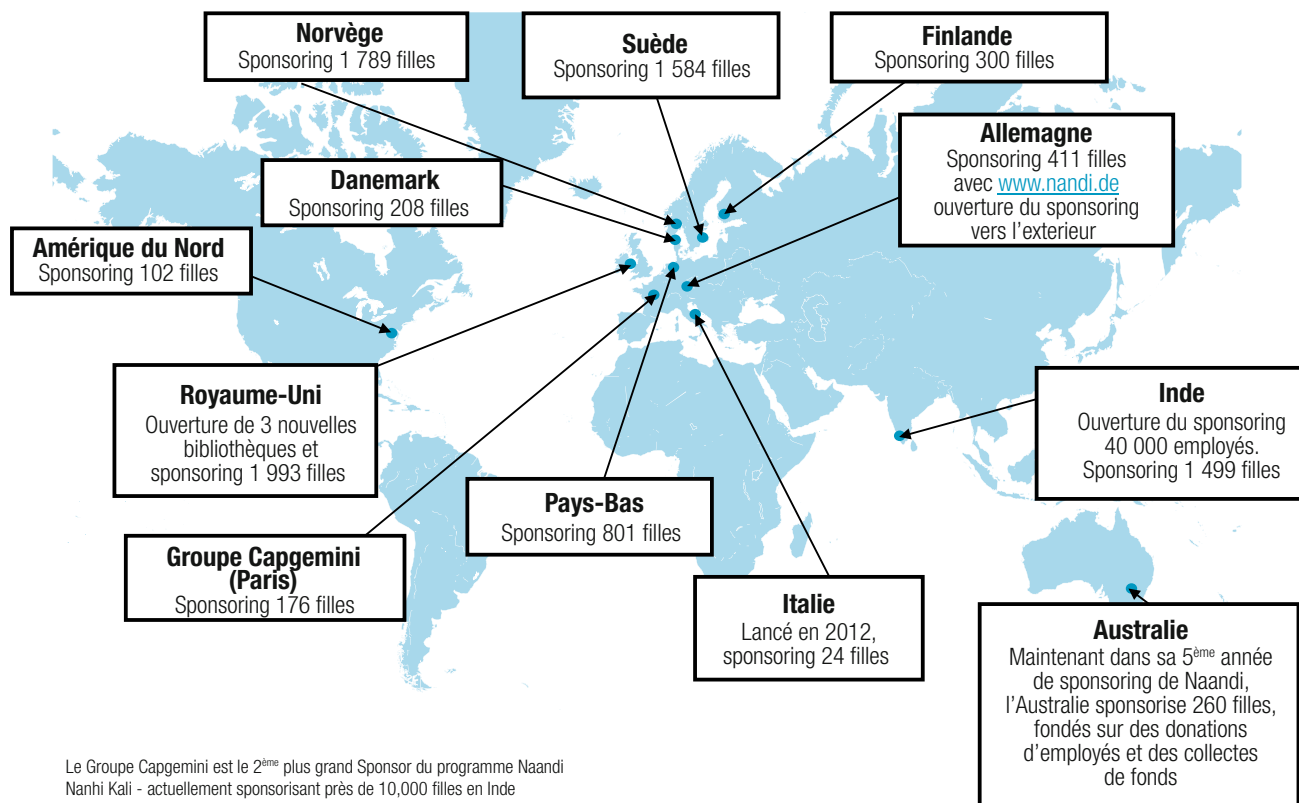 Norvège
Sponsoring 1 789 filles
Suède
Sponsoring 1 584 filles
Finlande
Sponsoring 300 filles
Allemagne
Sponsoring 411 filles
avec www.nandi.de
ouverture du sponsoring
vers l'exterieur
Danemark
Sponsoring 208 filles
Amérique du Nord
Sponsoring 102 filles
Royaume-Uni
Ouverture de 3 nouvelles
bibliothèques et
sponsoring 1 993 filles
Inde
Ouverture du sponsoring
40 000 employés.
Sponsoring 1 499 filles
Pays-Bas
Sponsoring 801 filles
Groupe Capgemini
(Paris)
Sponsoring 176 filles
Italie
Lancé en 2012,
sponsoring 24 filles
Australie
Maintenant dans sa 5ème année
de sponsoring de Naandi,
l'Australie sponsorise 260 filles,
fondés sur des donations
d'employés et des collectes
de fonds
Le Groupe Capgemini est le 2ème plus grand Sponsor du programme Naandi
Nanhi Kali - actuellement sponsorisant près de 10,000 filles en Inde